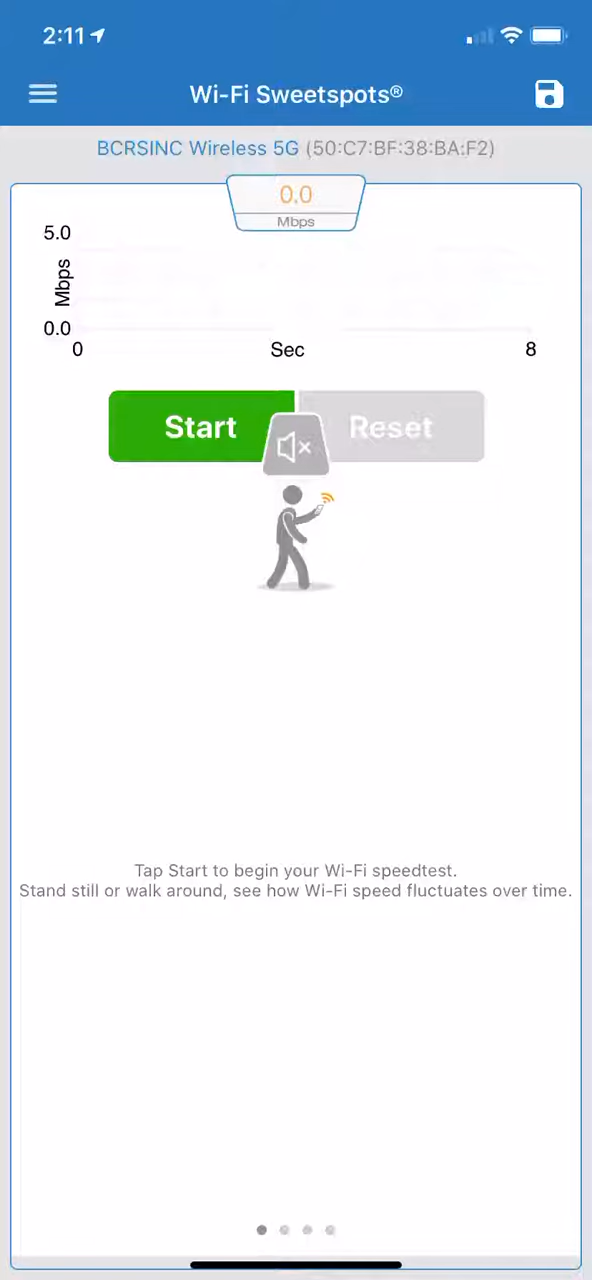 2:11
Wi-Fi Sweetspots®
BCRSINC Wireless 5G (50:C7:BF:38:BA:F2)
0.0
Mbps
5.0
Mbps
0.0
0 Sec 8
Start Reset
Tap Start to begin your Wi-Fi speedtest.
Stand still or walk around, see how Wi-Fi speed fluctuates over time.